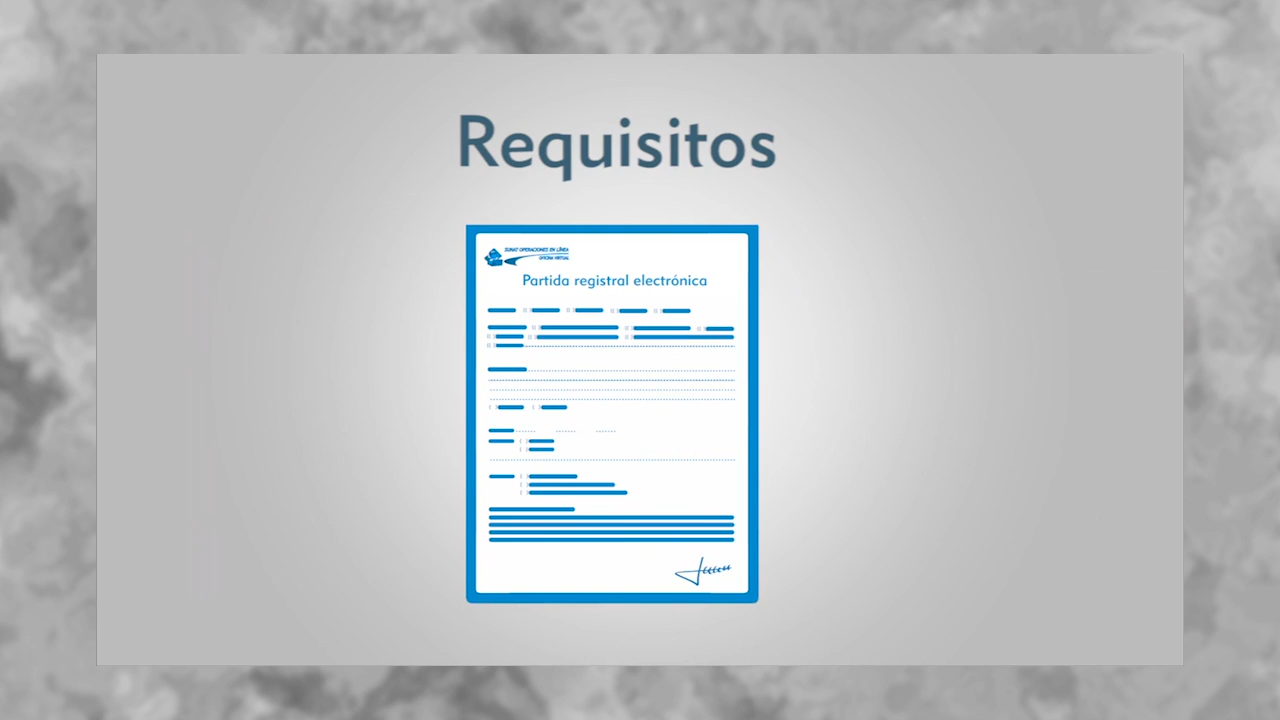 Requisitos
SUNAT OPERACIONES EN LÍNEA
OFICINA VIRTUAL
Partida registral electrónica